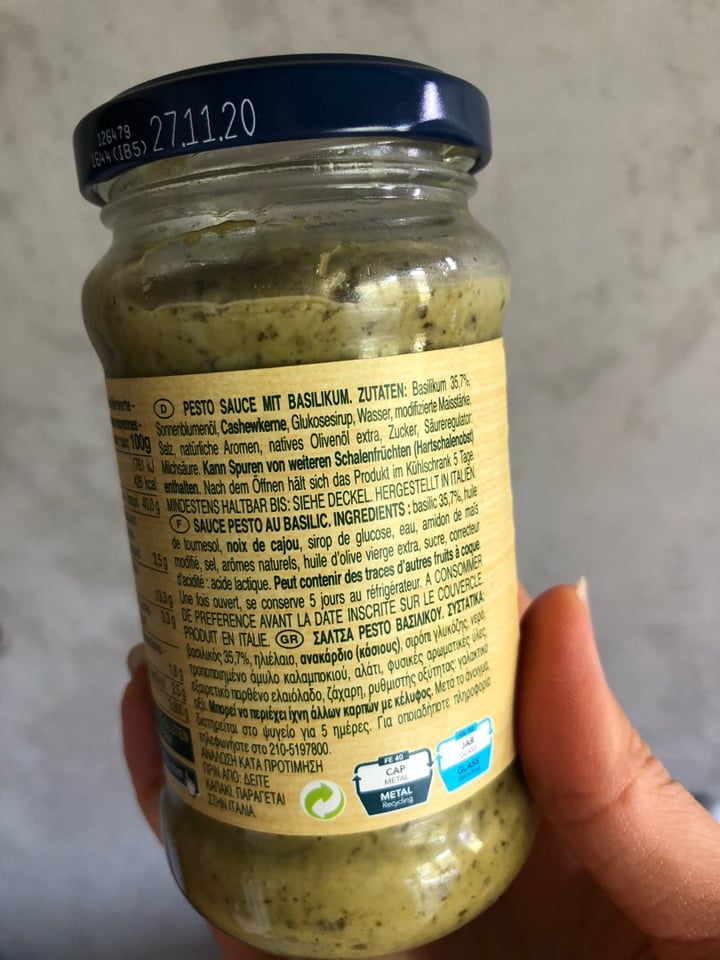 126479
1644 (IB5) 27.11.20
100g
kcal
40,0 g
3,5 g
D PESTO SAUCE MIT BASILIKUM. ZUTATEN: Basilikum 35,7%,
Sonnenblumenöl, Cashewkerne, Glukosesirup, Wasser, modifizierte Maisstärke,
Salz, natürliche Aromen, natives Olivenöl extra, Zucker, Säureregulator:
Milchsäure. Kann Spuren von weiteren Schalenfrüchten (Hartschalenobst)
enthalten. Nach dem Öffnen hält sich das Produkt im Kühlschrank 5 Tage.
MINDESTENS HALTBAR BIS: SIEHE DECKEL. HERGESTELLT IN ITALIEN.
F SAUCE PESTO AU BASILIC. INGREDIENTS : basilic 35,7%, huile
de tournesol, noix de cajou, sirop de glucose, eau, amidon de maïs
modifié, sel, arômes naturels, huile d'olive vierge extra, sucre, correcteur
d'acidité : acide lactique. Peut contenir des traces d'autres fruits à coque.
Une fois ouvert, se conserve 5 jours au réfrigérateur. A CONSOMMER
DE PREFERENCE AVANT LA DATE INSCRITE SUR LE COUVERCLE.
PRODUIT EN ITALIE. GR ΣΑΛΤΣΑ PESTO ΒΑΣΙΛΙΚΟΥ. ΣΥΣΤΑΤΙΚΑ:
βασιλικός 35,7%, ηλιέλαιο, ανακάρδιο (κάσιους), σιρόπι γλυκόζης, νερό,
τροποποιημένο άμυλο καλαμποκιού, αλάτι, φυσικές αρωματικές ύλες,
εξαιρετικό παρθένο ελαιόλαδο, ζάχαρη, ρυθμιστής οξύτητας: γαλακτικό
οξύ. Μπορεί να περιέχει ίχνη άλλων καρπών με κέλυφος. Μετά το άνοιγμα,
διατηρείται στο ψυγείο για 5 ημέρες. Για οποιαδήποτε πληροφορία
τηλεφωνήστε στο 210-5197800.
ΑΝΑΛΩΣΗ ΚΑΤΑ ΠΡΟΤΙΜΗΣΗ
ΠΡΙΝ ΑΠΟ: ΔΕΙΤΕ
ΚΑΠΑΚΙ. ΠΑΡΑΓΕΤΑΙ
ΣΤΗΝ ΙΤΑΛΙΑ.
FE 40
CAP
METAL
METAL
Recycling
JAR
GLASS
GLASS
Recycling